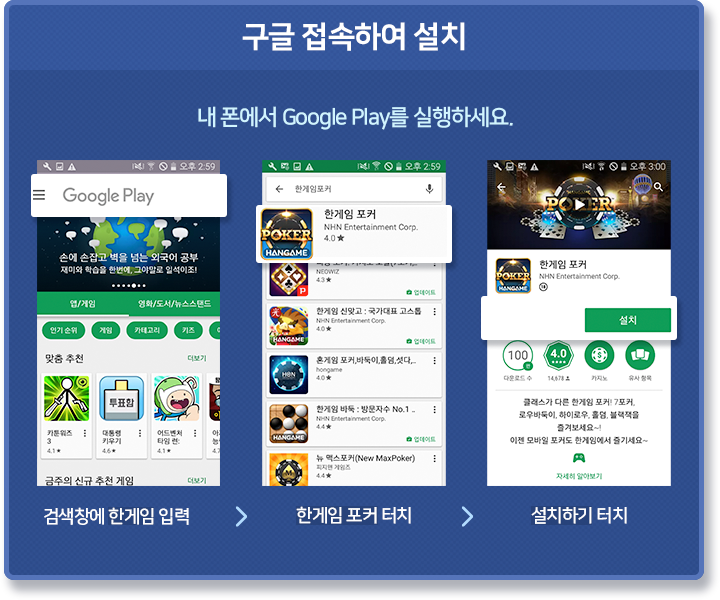 구글 접속하여 설치
내 폰에서 Google Play를 실행하세요.
오후 2:59
Google Play
손에 손잡고 벽을 넘는 외국어 공부
재미와 학습을 한번에, 그야말로 일석이조!
앱/게임
영화/도서/뉴스스탠드
인기 순위
게임
카테고리
키즈
맞춤 추천
더보기
카툰워즈
3
4.1★
투표함
대통령
키우기
4.6★
어드벤처
타임 런:
4.1★
금주의 신규 추천 게임
더보기
검색창에 한게임 입력
오후 2:59
한게임포커
POKER
HANGAME
한게임 포커
NHN Entertainment Corp.
4.0★
NEOWIZ
4.3★
업데이트
HANGAME
한게임 신맞고 : 국가대표 고스톱
NHN Entertainment Corp.
4.0★
업데이트
혼게임 포커,바둑이,홀덤,섯다,..
hongame
4.0★
HANGAME
한게임 바둑 : 방문자수 No.1 ..
NHN Entertainment Corp.
4.4★
업데이트
뉴 맥스포커(New MaxPoker)
피지맨 게임즈
4.4★
한게임 포커 터치
오후 3:00
POKER
POKER
HANGAME
한게임 포커
NHN Entertainment Corp.
18
설치
100
만
다운로드 수
4.0
14,678
카지노
유사 항목
클래스가 다른 한게임 포커! 7포커,
로우바둑이, 하이로우, 홀덤, 블랙잭을
즐겨보세요~!
이젠 모바일 포커도 한게임에서 즐기세요~
자세히 알아보기
설치하기 터치